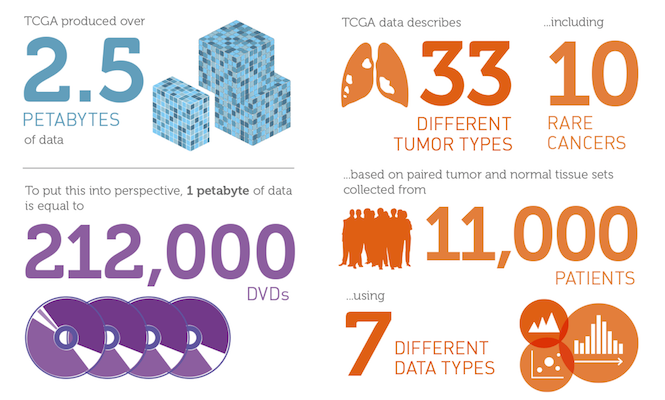 TCGA produced over
2.5
PETABYTES
of data
To put this into perspective, 1 petabyte of data
is equal to
212,000
DVDs
TCGA data describes
33
DIFFERENT
TUMOR TYPES
...including
10
RARE
CANCERS
...based on paired tumor and normal tissue sets
collected from
11,000
PATIENTS
...using
7
DIFFERENT
DATA TYPES